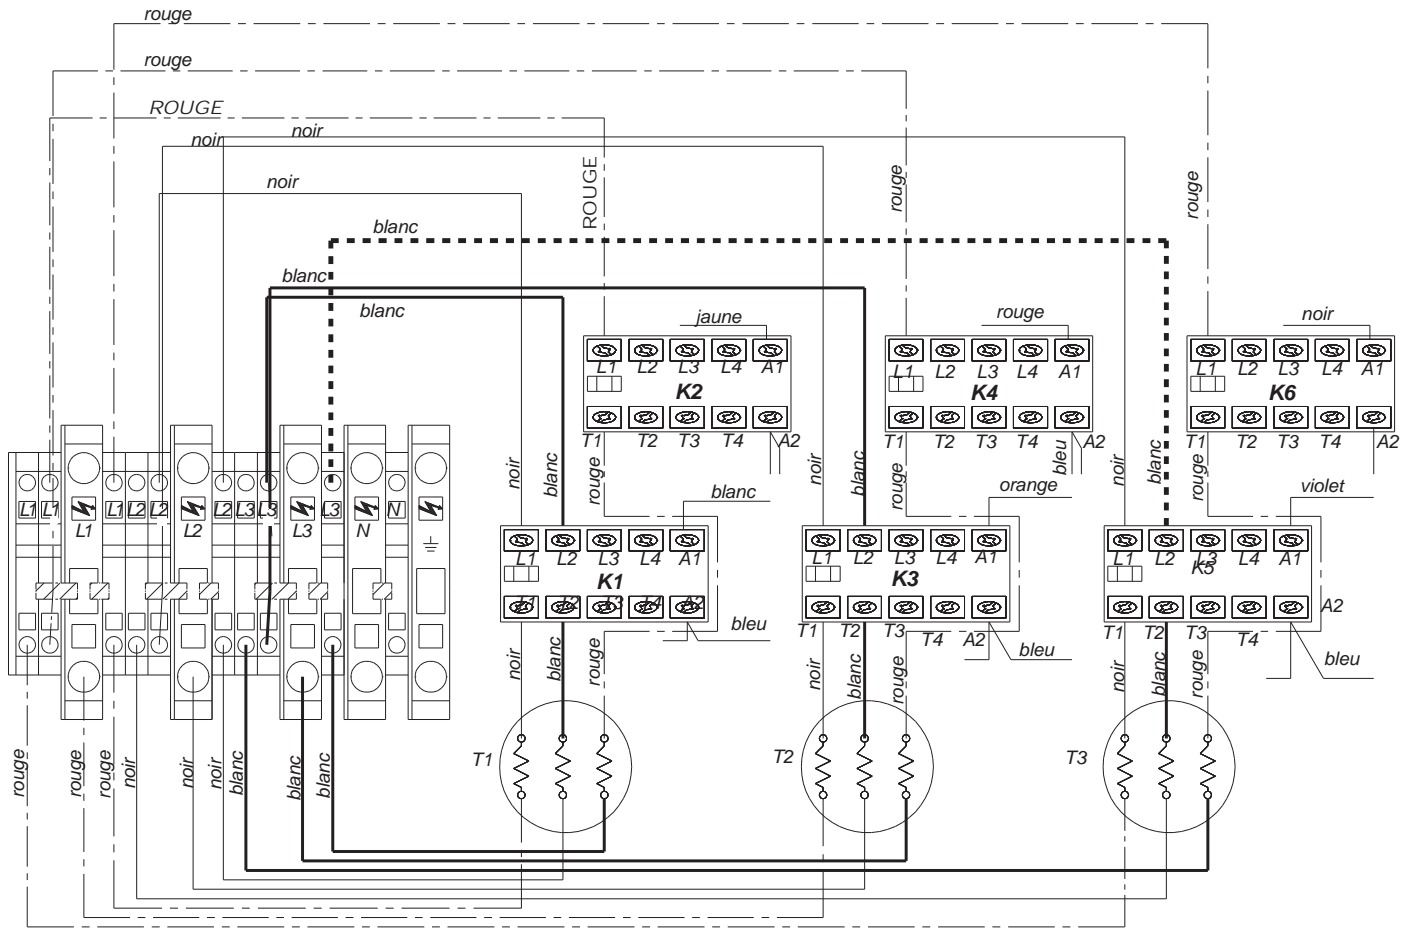 rouge
rouge
ROUGE
noir
noir
noir
ROUGE
rouge
rouge
blanc
blanc
blanc
jaune
rouge
noir
L1 L2 L3 L4 A1
K2
T1 T2 T3 T4 A2
L1 L2 L3 L4 A1
K4
T1 T2 T3 T4 A2
L1 L2 L3 L4 A1
K6
T1 T2 T3 T4 A2
noir
blanc
rouge
noir
blanc
rouge
bleu
noir
blanc
rouge
blanc
orange
violet
L1 L1 L1 L1 L2 L2 L2 L2 L3 L3 L3 L3 N N
L1 L2 L3 L4 A1
K1
T1 T2 T3 T4 A2
bleu
L1 L2 L3 L4 A1
K3
T1 T2 T3 T4 A2
bleu
L1 L2 L3 L4 A1
K5
T1 T2 T3 T4 A2
bleu
noir
blanc
rouge
noir
blanc
rouge
noir
blanc
rouge
T1
T2
T3
rouge
rouge
rouge
noir
noir
noir
blanc
blanc
blanc